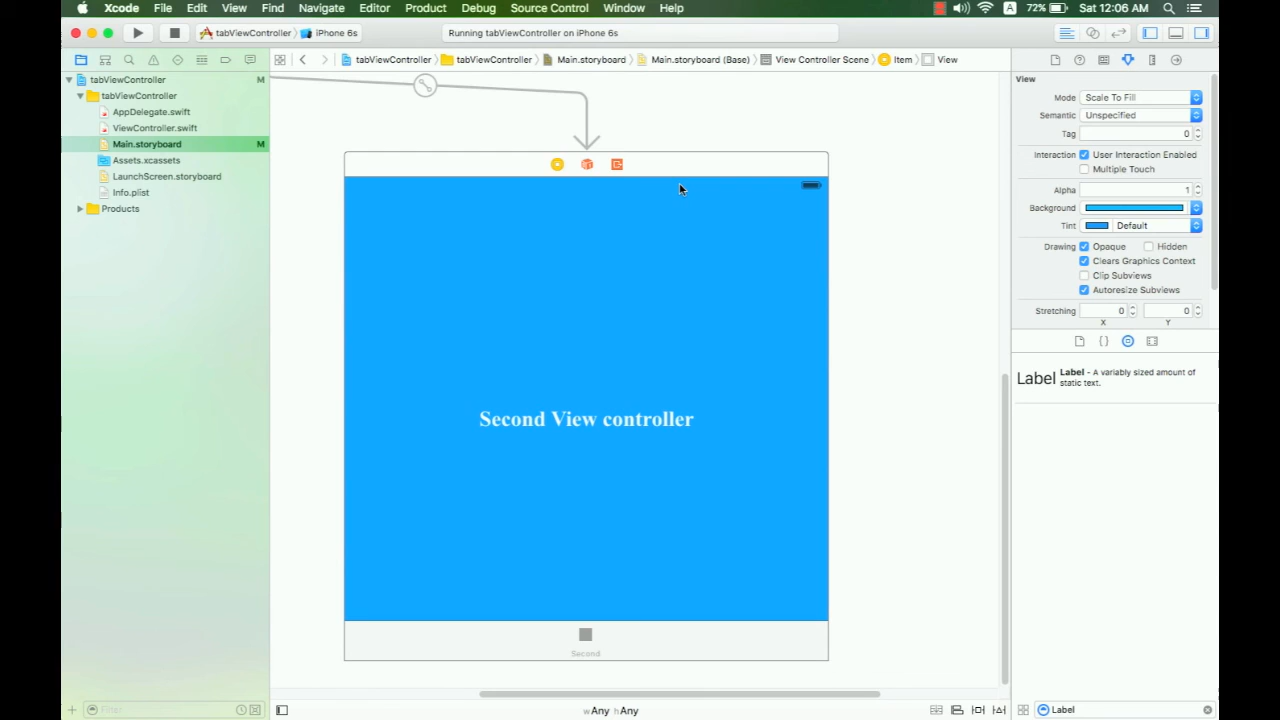 Xcode File Edit View Find Navigate Editor Product Debug Source Control Window Help A 72% Sat 12:06 AM
tabViewController iPhone 6s Running tabViewController on iPhone 6s
tabViewController tabViewController Main.storyboard Main.storyboard (Base) View Controller Scene Item View
tabViewController M
tabViewController
AppDelegate.swift
ViewController.swift
Main.storyboard M
Assets.xcassets
LaunchScreen.storyboard
Info.plist
Products
Second View controller
Second
View
Mode Scale To Fill
Semantic Unspecified
Tag 0
Interaction User Interaction Enabled
Multiple Touch
Alpha 1
Background
Tint Default
Drawing Opaque Hidden
Clears Graphics Context
Clip Subviews
Autoresize Subviews
Stretching 0 0
X Y
Label Label - A variably sized amount of
static text.
Filter
wAny hAny
Label